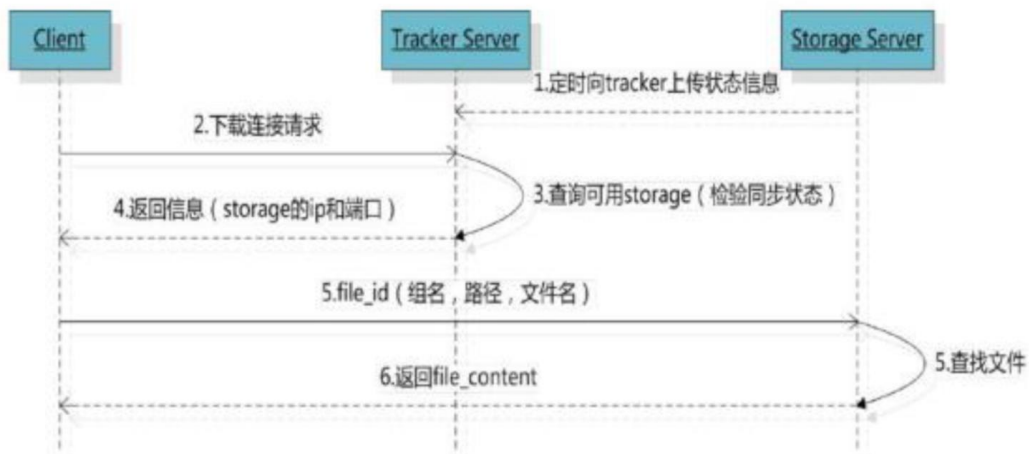 Client
Tracker Server
Storage Server
1.定时向tracker上传状态信息
2.下载连接请求
3.查询可用storage（检验同步状态）
4.返回信息（storage的ip和端口）
5.file_id（组名，路径，文件名）
5.查找文件
6.返回file_content